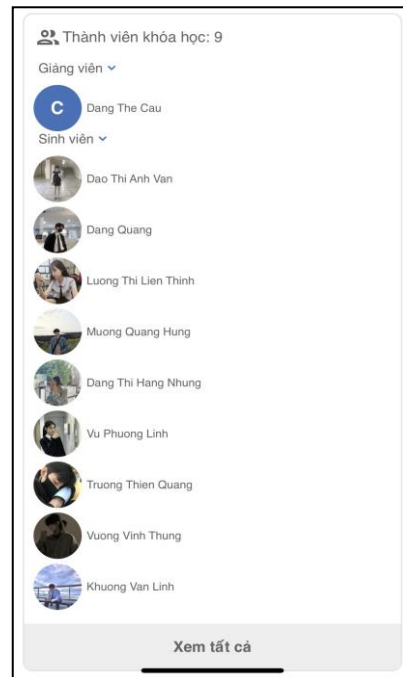 Thành viên khóa học: 9
Giảng viên
C
Dang The Cau
Sinh viên
Dao Thi Anh Van
Dang Quang
Luong Thi Lien Thinh
Muong Quang Hung
Dang Thi Hang Nhung
Vu Phuong Linh
Truong Thien Quang
Vuong Vinh Thung
Khuong Van Linh
Xem tất cả